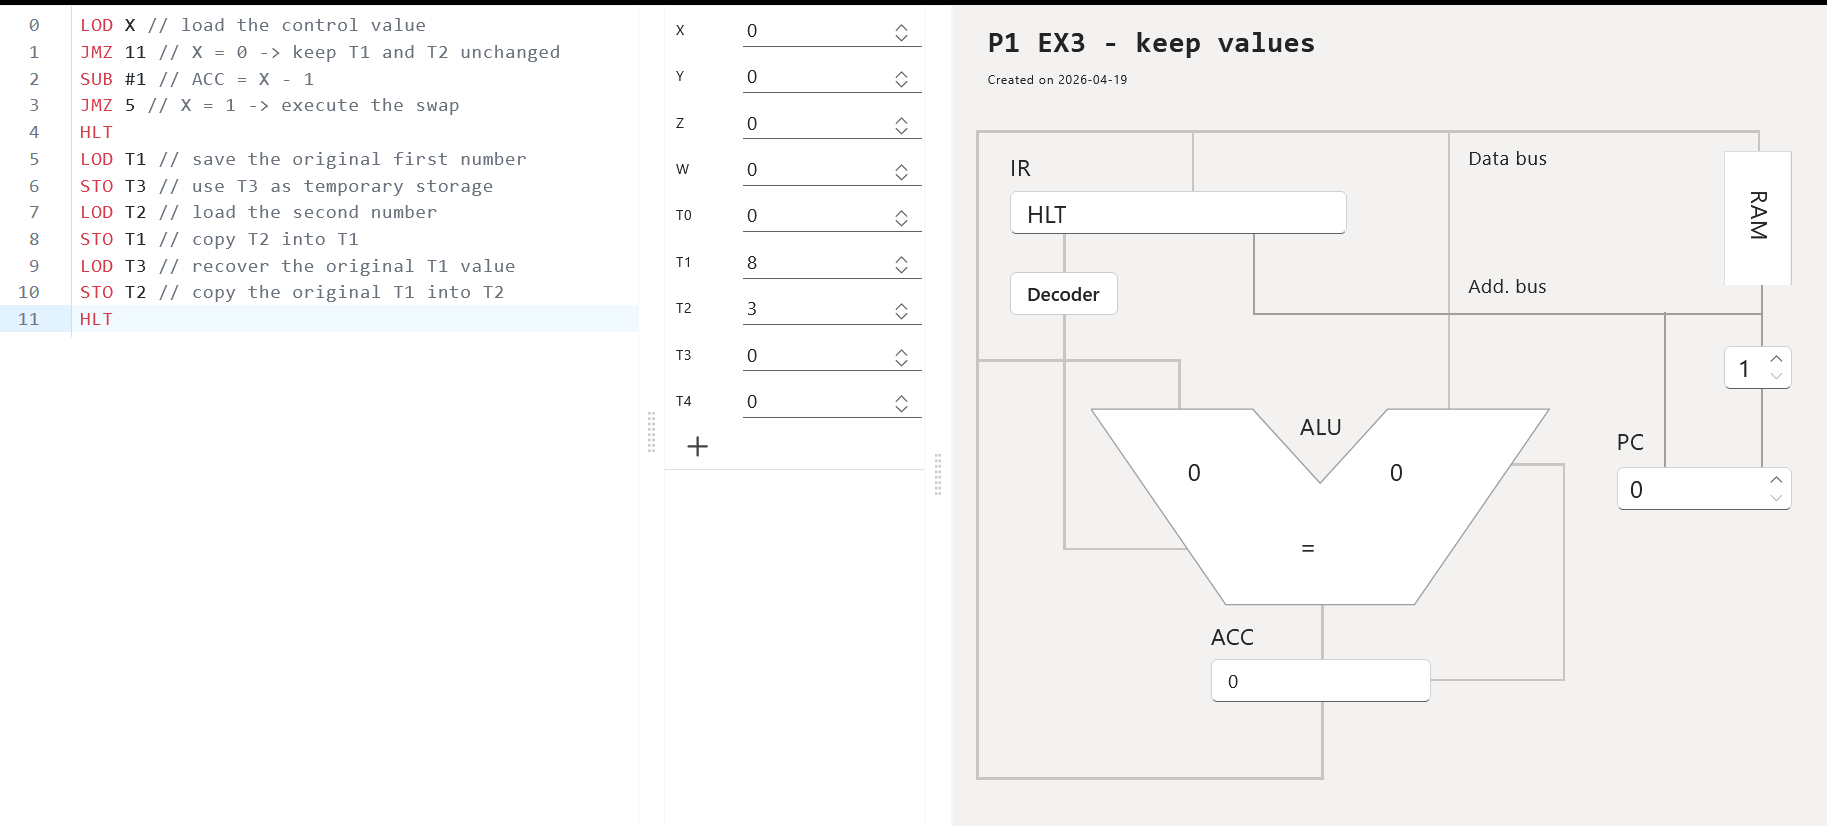 0 LOD X // load the control value
1 JMZ 11 // X = 0 -> keep T1 and T2 unchanged
2 SUB #1 // ACC = X - 1
3 JMZ 5 // X = 1 -> execute the swap
4 HLT
5 LOD T1 // save the original first number
6 STO T3 // use T3 as temporary storage
7 LOD T2 // load the second number
8 STO T1 // copy T2 into T1
9 LOD T3 // recover the original T1 value
10 STO T2 // copy the original T1 into T2
11 HLT
X 0
Y 0
Z 0
W 0
T0 0
T1 8
T2 3
T3 0
T4 0
+
P1 EX3 - keep values
Created on 2026-04-19
Data bus
IR
RAM
HLT
Add. bus
Decoder
1
ALU
PC
0 0
0
=
ACC
0